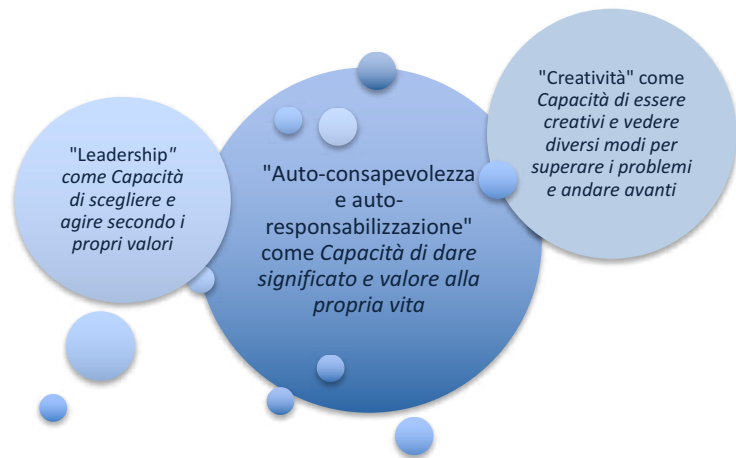 "Leadership"
come Capacità
di scegliere e
agire secondo i
propri valori
"Auto-consapevolezza
e auto-
responsabilizzazione"
come Capacità di dare
significato e valore alla
propria vita
"Creatività" come
Capacità di essere
creativi e vedere
diversi modi per
superare i problemi
e andare avanti